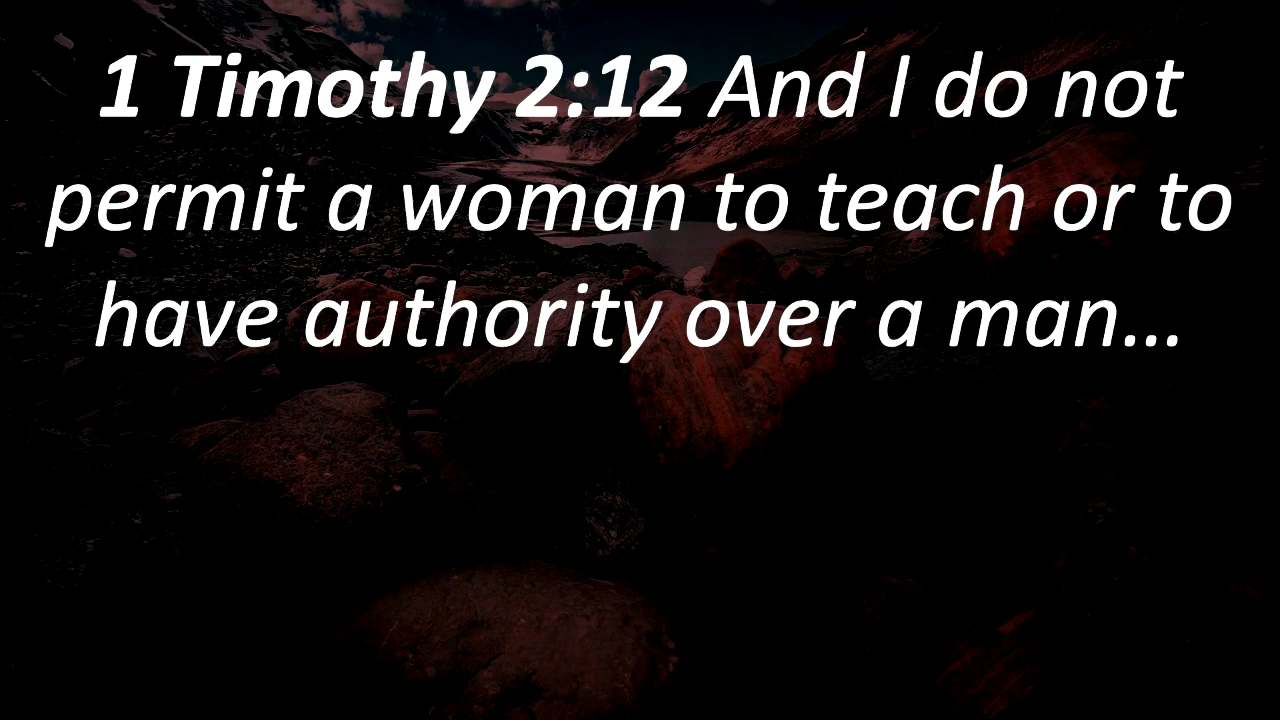 1 Timothy 2:12 And I do not
permit a woman to teach or to
have authority over a man...